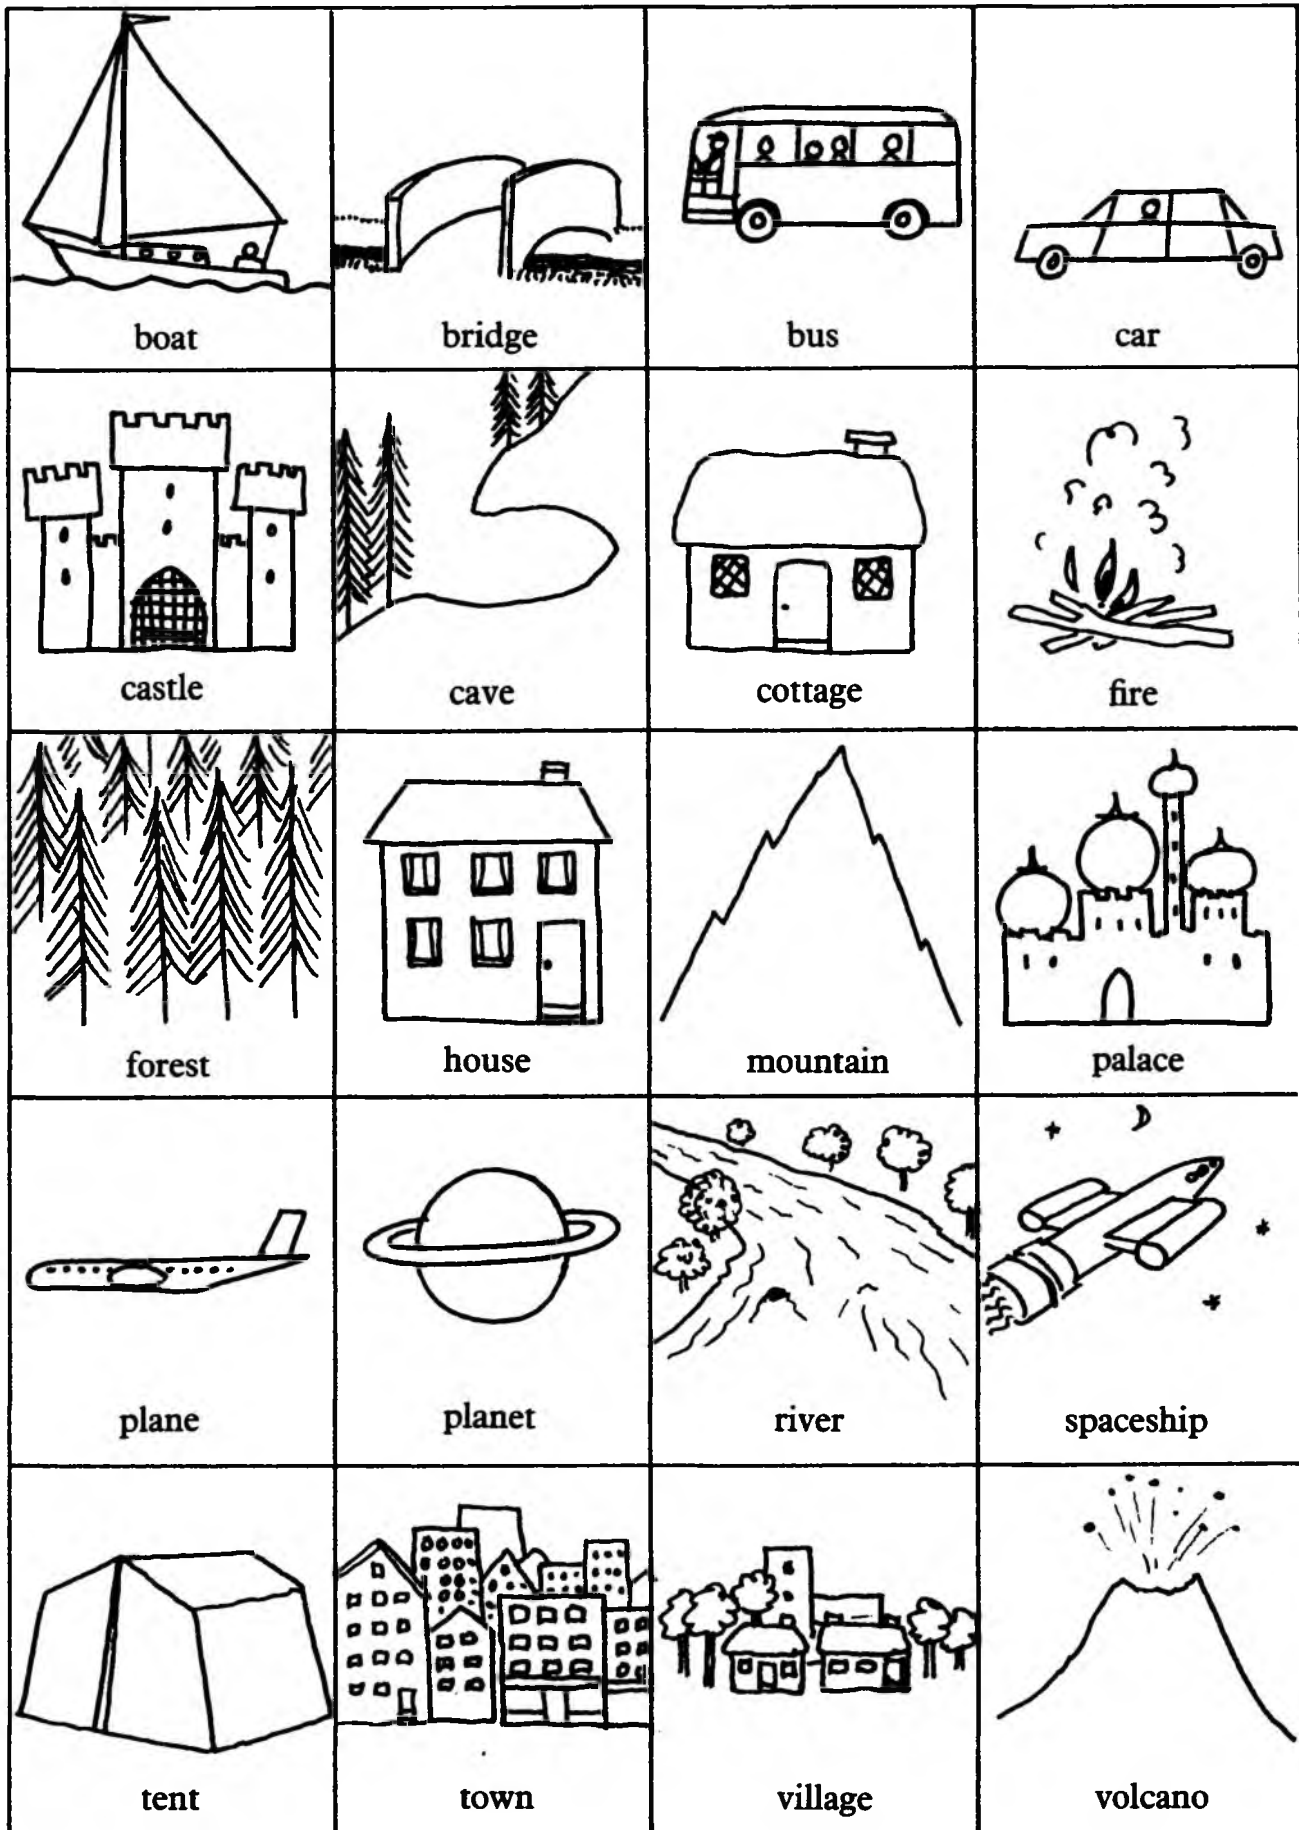 boat
bridge
bus
car
castle
cave
cottage
fire
forest
house
mountain
palace
plane
planet
river
spaceship
tent
town
village
volcano